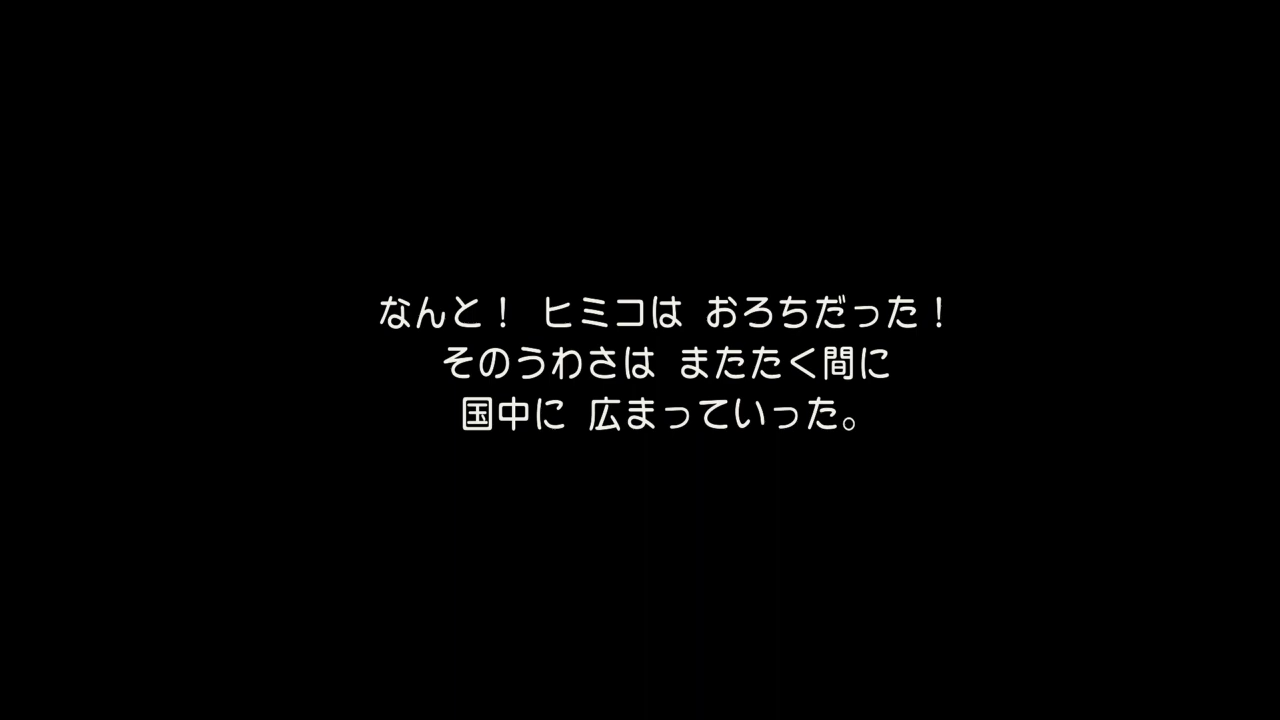 なんと！ ヒミコは おろちだった！
そのうわさは またたく間に
国中に 広まっていった。